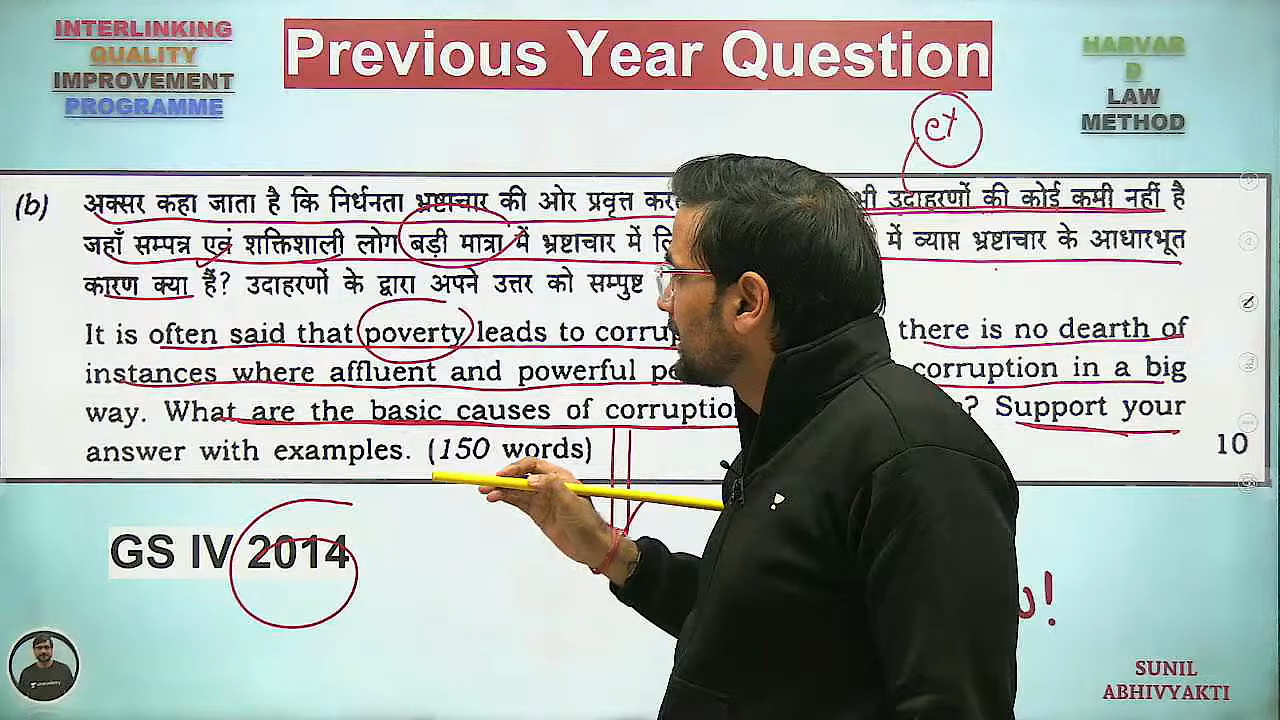 INTERLINKING
QUALITY
IMPROVEMENT
PROGRAMME
Previous Year Question
HARVAR
D
LAW
METHOD
ex
(b) अक्सर कहा जाता है कि निर्धनता भ्रष्टाचार की ओर प्रवृत्त उदाहरणों की कोई कमी नहीं है
जहाँ सम्पन्न एवं शक्तिशाली लोग बड़ी मात्रा में भ्रष्टाचार में में व्याप्त भ्रष्टाचार के आधारभूत
कारण क्या हैं? उदाहरणों के द्वारा अपने उत्तर को सम्पुष्ट
It is often said that poverty leads to there is no dearth of
instances where affluent and powerful corruption in a big
way. What are the basic causes of ? Support your
answer with examples. (150 words) 10
GS IV 2014
SUNIL
ABHIVYAKTI